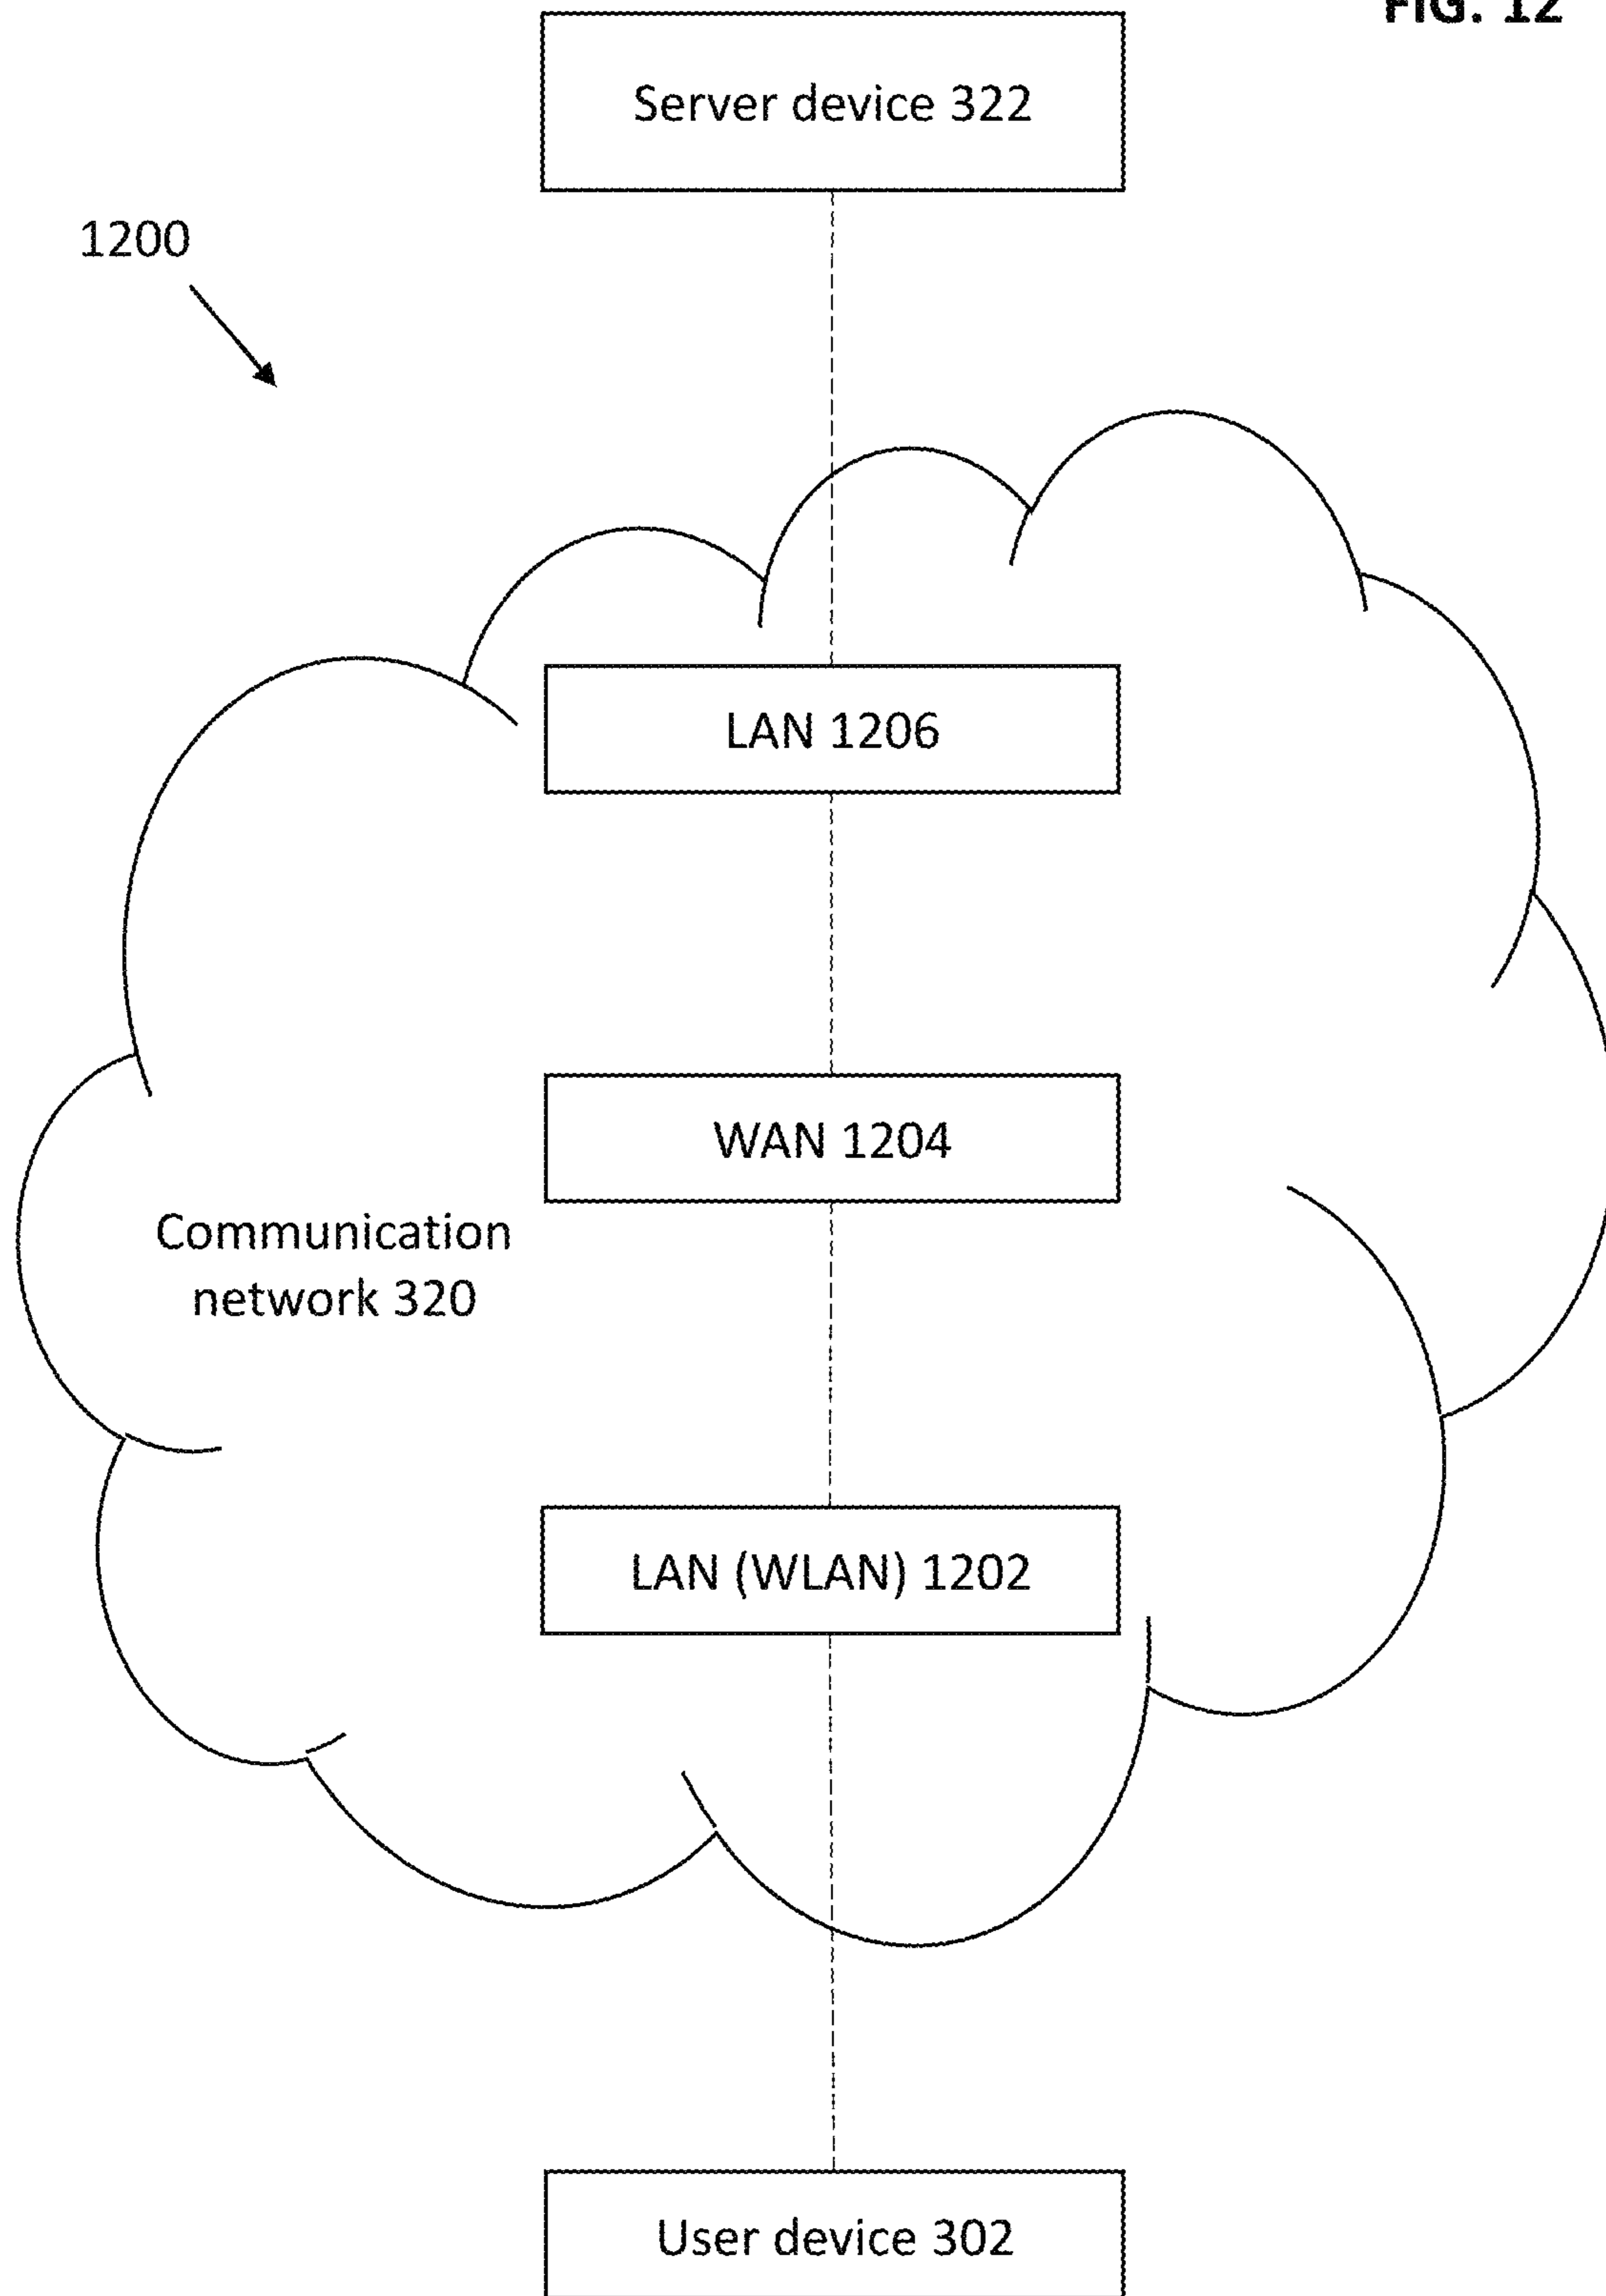 FIG. 12
Server device 322
1200
LAN 1206
WAN 1204
Communication
network 320
LAN (WLAN) 1202
User device 302